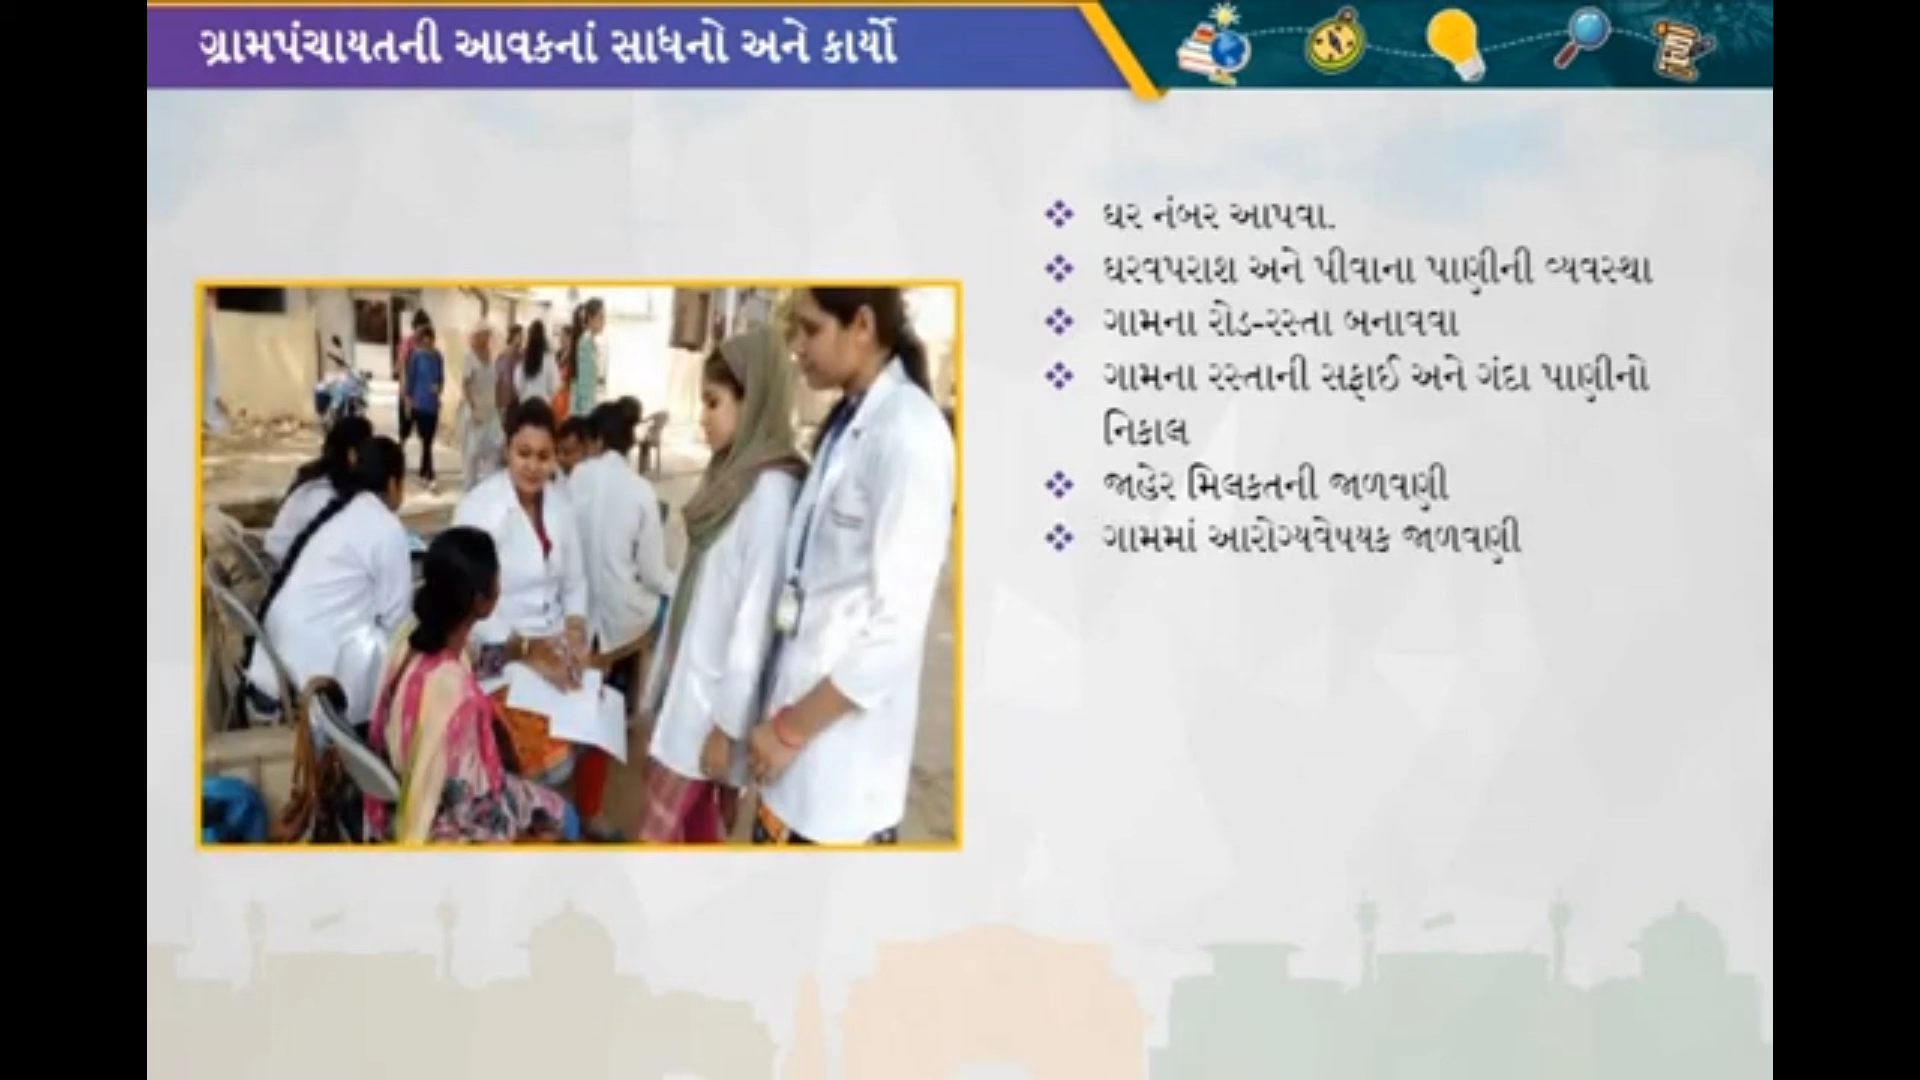 ગ્રામપંચાયતની આવકનાં સાધનો અને કાર્યો
ઘર નંબર આપવા.
ઘરવપરાશ અને પીવાના પાણીની વ્યવસ્થા
ગામના રોડ-રસ્તા બનાવવા
ગામના રસ્તાની સફાઈ અને ગંદા પાણીનો
નિકાલ
જાહેર મિલકતની જાળવણી
ગામમાં આરોગ્યવેષયક જાળવણી